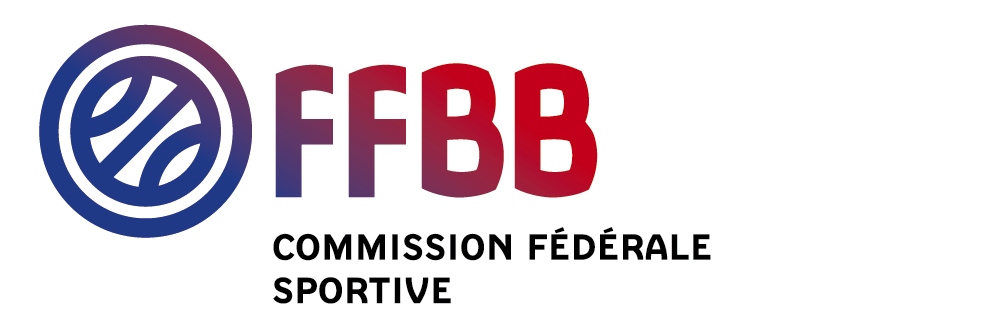 FFBB
COMMISSION FÉDÉRALE
SPORTIVE